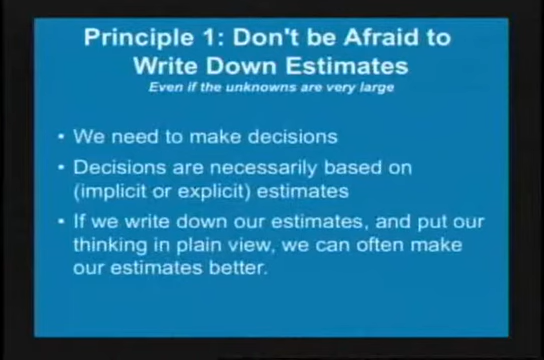 Principle 1: Don't be Afraid to
Write Down Estimates
Even if the unknowns are very large
• We need to make decisions
• Decisions are necessarily based on
(implicit or explicit) estimates
• If we write down our estimates, and put our
thinking in plain view, we can often make
our estimates better.